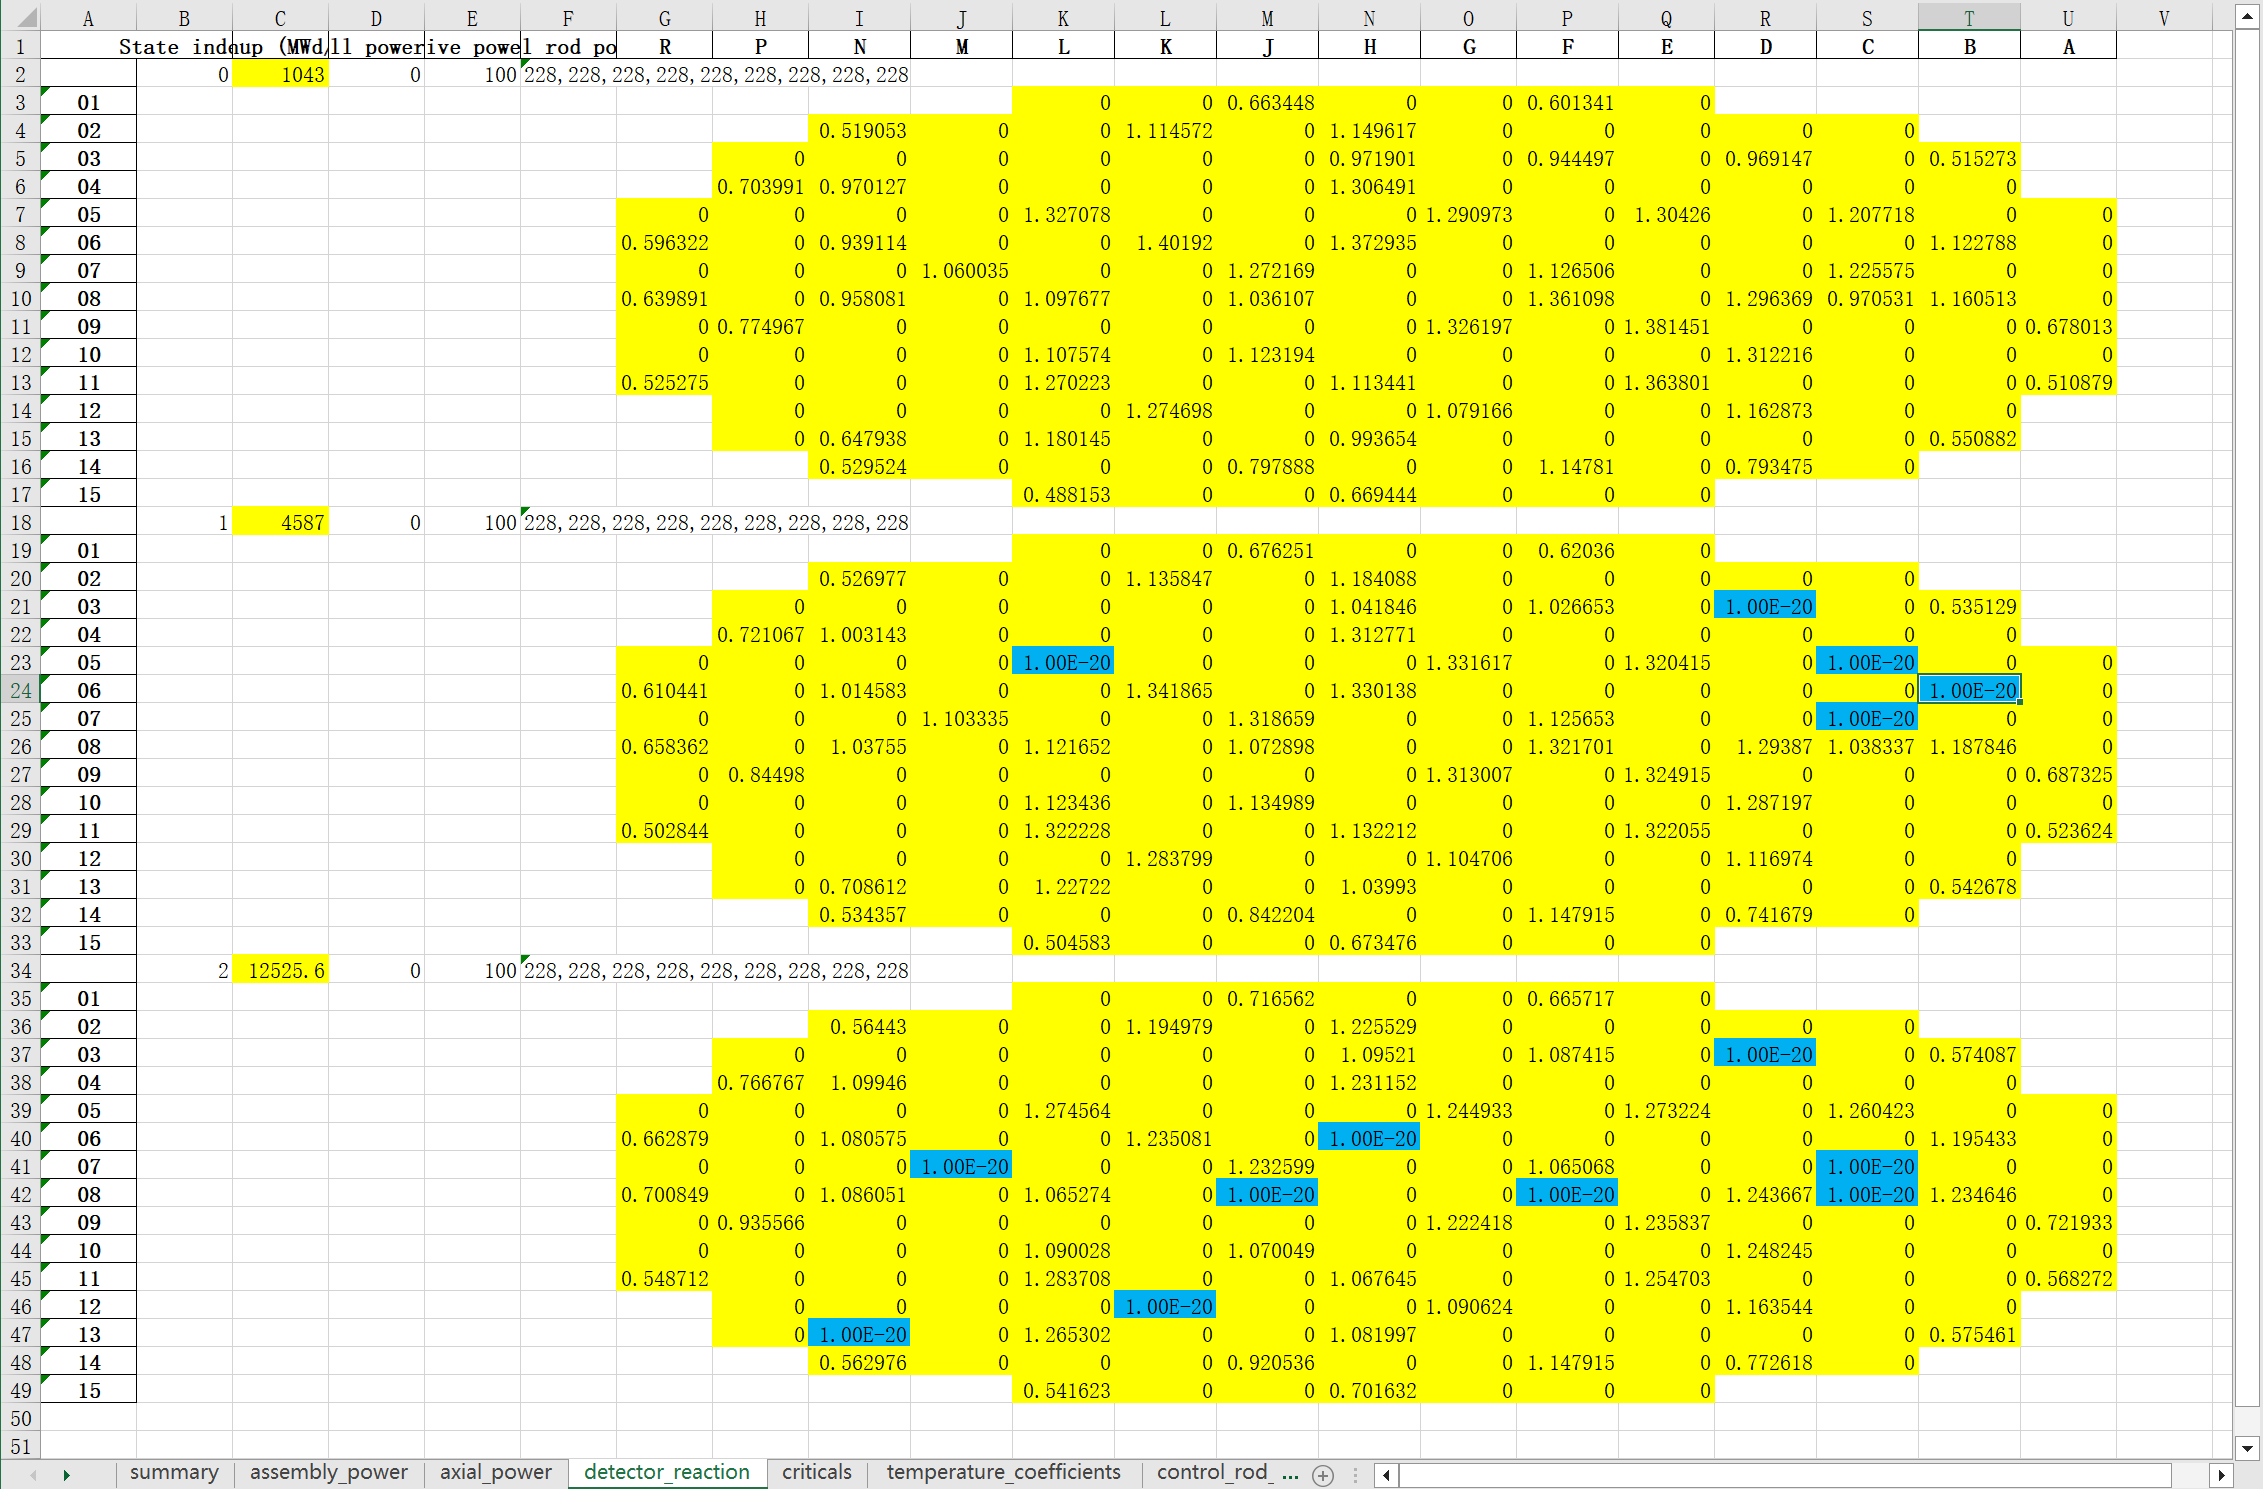 A B C D E F G H I J K L M N O P Q R S T U V
1 State inde up (MWd/ ll power ive powe l rod po R P N M L K J H G F E D C B A
2 0 1043 0 100 228,228,228,228,228,228,228,228,228
3 01 0 0 0.663448 0 0 0.601341 0
4 02 0.519053 0 0 1.114572 0 1.149617 0 0 0 0 0
5 03 0 0 0 0 0 0 0.971901 0 0.944497 0 0.969147 0 0.515273
6 04 0.703991 0.970127 0 0 0 0 1.306491 0 0 0 0 0 0
7 05 0 0 0 0 1.327078 0 0 0 1.290973 0 1.30426 0 1.207718 0 0
8 06 0.596322 0 0.939114 0 0 1.40192 0 1.372935 0 0 0 0 0 1.122788 0
9 07 0 0 0 1.060035 0 0 1.272169 0 0 1.126506 0 0 1.225575 0 0
10 08 0.639891 0 0.958081 0 1.097677 0 1.036107 0 0 1.361098 0 1.296369 0.970531 1.160513 0
11 09 0 0.774967 0 0 0 0 0 0 1.326197 0 1.381451 0 0 0 0.678013
12 10 0 0 0 0 1.107574 0 1.123194 0 0 0 0 1.312216 0 0 0
13 11 0.525275 0 0 0 1.270223 0 0 1.113441 0 0 1.363801 0 0 0 0.510879
14 12 0 0 0 0 1.274698 0 0 1.079166 0 0 1.162873 0 0
15 13 0 0.647938 0 1.180145 0 0 0.993654 0 0 0 0 0 0.550882
16 14 0.529524 0 0 0 0.797888 0 0 1.14781 0 0.793475 0
17 15 0.488153 0 0 0.669444 0 0 0
18 1 4587 0 100 228,228,228,228,228,228,228,228,228
19 01 0 0 0.676251 0 0 0.62036 0
20 02 0.526977 0 0 1.135847 0 1.184088 0 0 0 0 0
21 03 0 0 0 0 0 0 1.041846 0 1.026653 0 1.00E-20 0 0.535129
22 04 0.721067 1.003143 0 0 0 0 1.312771 0 0 0 0 0 0
23 05 0 0 0 0 1.00E-20 0 0 0 1.331617 0 1.320415 0 1.00E-20 0 0
24 06 0.610441 0 1.014583 0 0 1.341865 0 1.330138 0 0 0 0 0 1.00E-20 0
25 07 0 0 0 1.103335 0 0 1.318659 0 0 1.125653 0 0 1.00E-20 0 0
26 08 0.658362 0 1.03755 0 1.121652 0 1.072898 0 0 1.321701 0 1.29387 1.038337 1.187846 0
27 09 0 0.84498 0 0 0 0 0 0 1.313007 0 1.324915 0 0 0 0.687325
28 10 0 0 0 0 1.123436 0 1.134989 0 0 0 0 1.287197 0 0 0
29 11 0.502844 0 0 0 1.322228 0 0 1.132212 0 0 1.322055 0 0 0 0.523624
30 12 0 0 0 0 1.283799 0 0 1.104706 0 0 1.116974 0 0
31 13 0 0.708612 0 1.22722 0 0 1.03993 0 0 0 0 0 0.542678
32 14 0.534357 0 0 0 0.842204 0 0 1.147915 0 0.741679 0
33 15 0.504583 0 0 0.673476 0 0 0
34 2 12525.6 0 100 228,228,228,228,228,228,228,228,228
35 01 0 0 0.716562 0 0 0.665717 0
36 02 0.56443 0 0 1.194979 0 1.225529 0 0 0 0 0
37 03 0 0 0 0 0 0 1.09521 0 1.087415 0 1.00E-20 0 0.574087
38 04 0.766767 1.09946 0 0 0 0 1.231152 0 0 0 0 0 0
39 05 0 0 0 0 1.274564 0 0 0 1.244933 0 1.273224 0 1.260423 0 0
40 06 0.662879 0 1.080575 0 0 1.235081 0 1.00E-20 0 0 0 0 0 1.195433 0
41 07 0 0 0 1.00E-20 0 0 1.232599 0 0 1.065068 0 0 1.00E-20 0 0
42 08 0.700849 0 1.086051 0 1.065274 0 1.00E-20 0 0 1.00E-20 0 1.243667 1.00E-20 1.234646 0
43 09 0 0.935566 0 0 0 0 0 0 1.222418 0 1.235837 0 0 0 0.721933
44 10 0 0 0 0 1.090028 0 1.070049 0 0 0 0 1.248245 0 0 0
45 11 0.548712 0 0 0 1.283708 0 0 1.067645 0 0 1.254703 0 0 0 0.568272
46 12 0 0 0 0 1.00E-20 0 0 1.090624 0 0 1.163544 0 0
47 13 0 1.00E-20 0 1.265302 0 0 1.081997 0 0 0 0 0 0.575461
48 14 0.562976 0 0 0 0.920536 0 0 1.147915 0 0.772618 0
49 15 0.541623 0 0 0.701632 0 0 0
50
51
summary assembly_power axial_power detector_reaction criticals temperature_coefficients control_rod_ ...